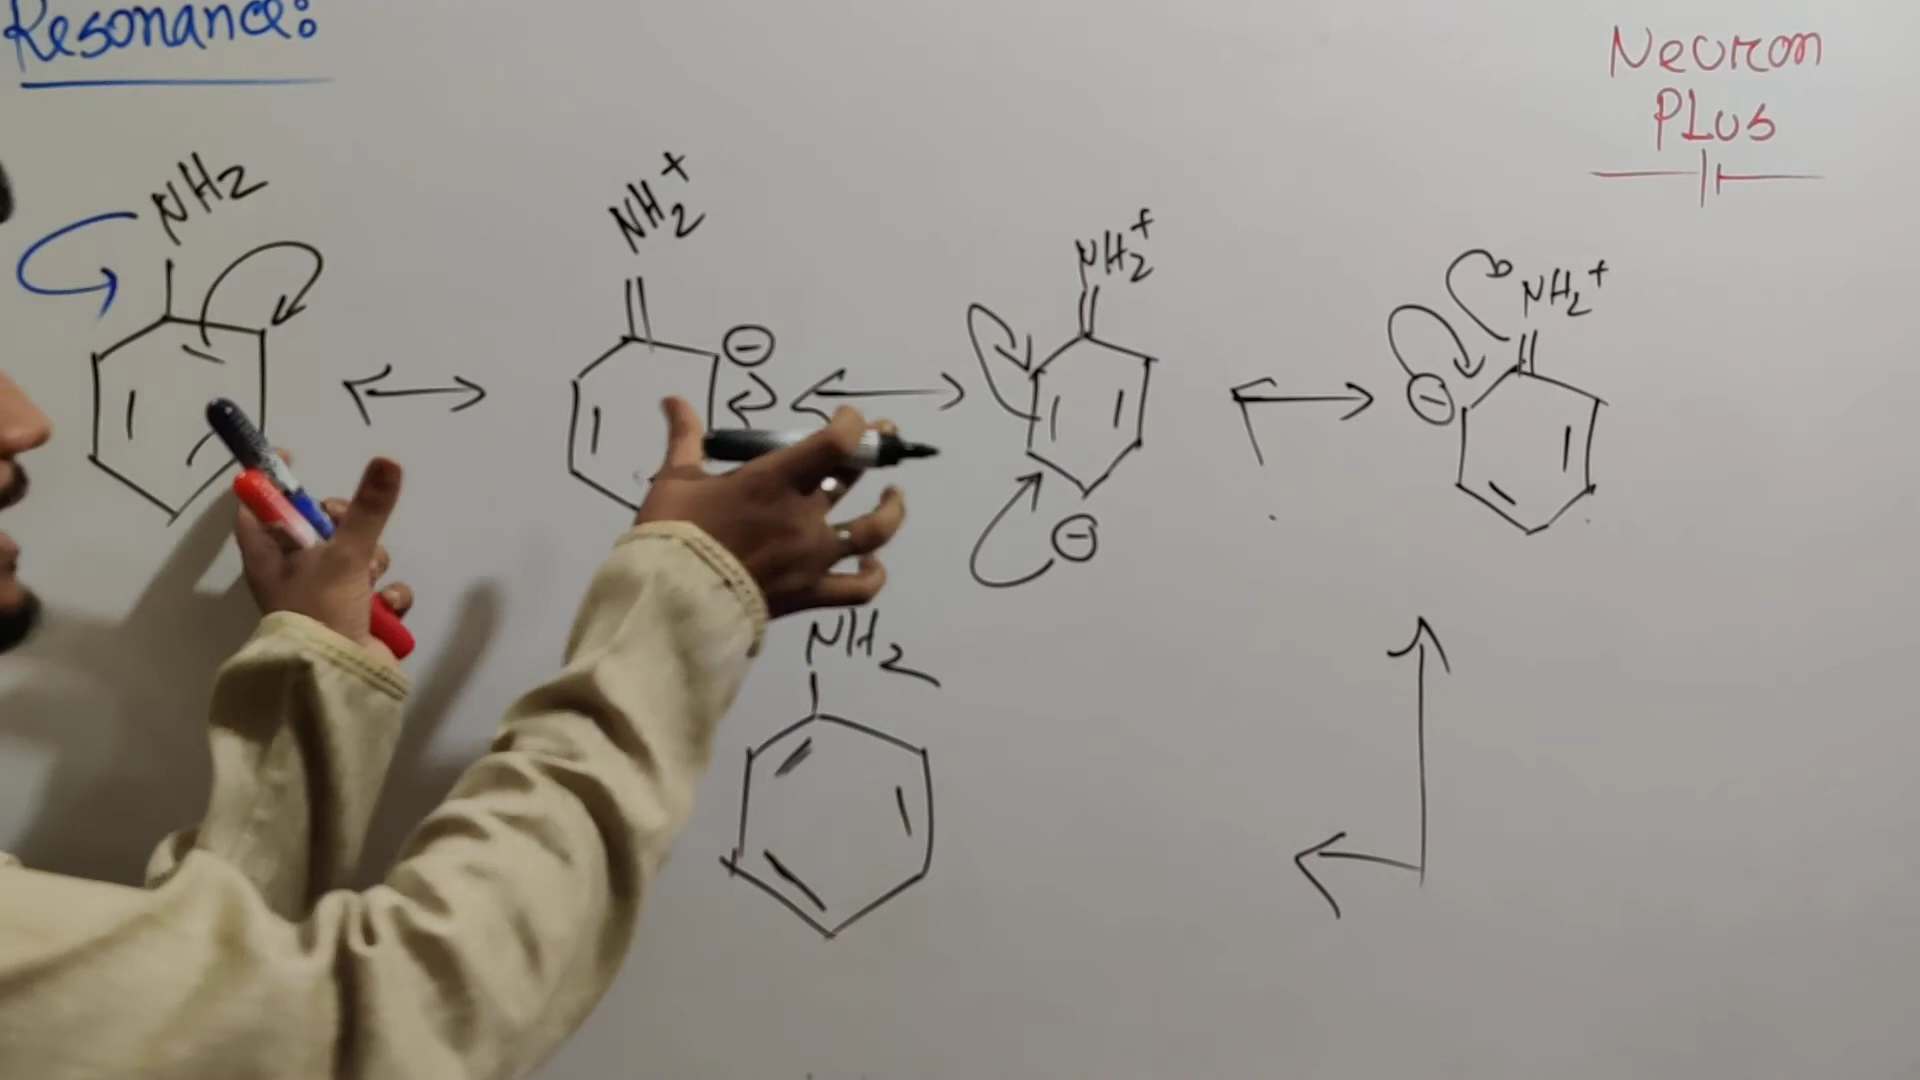 Resonance:
Neuron
PLUS
NH2
NH2+
NH2+
NH2+
⊖
⊖
⊖
NH2